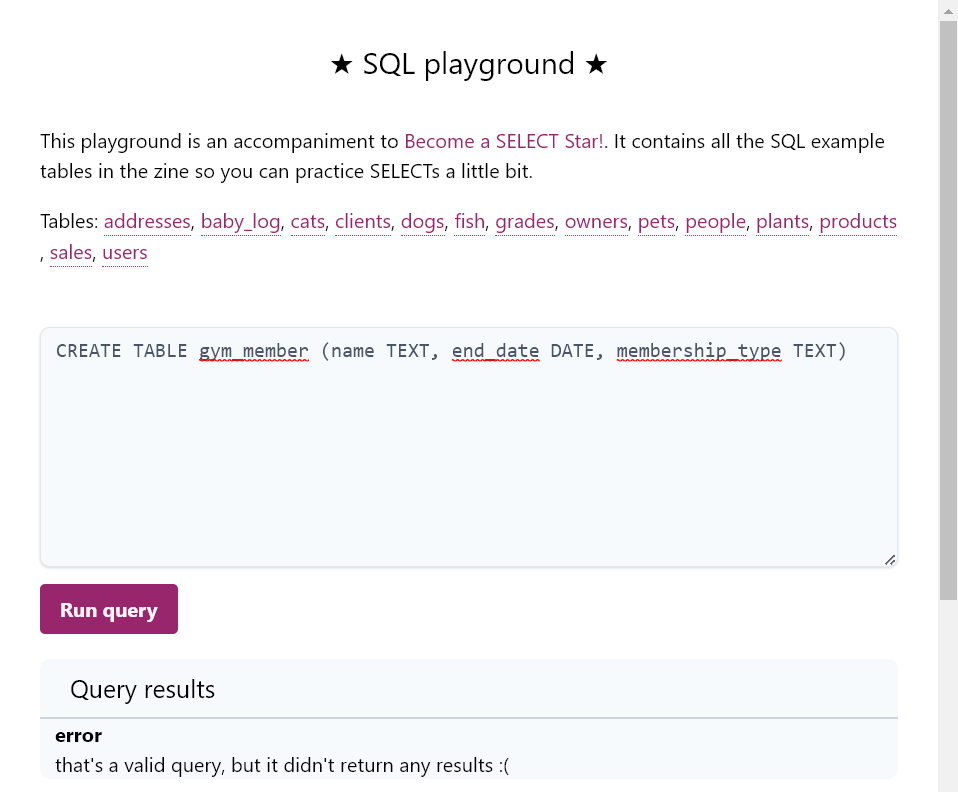 ★ SQL playground ★
This playground is an accompaniment to Become a SELECT Star!. It contains all the SQL example
tables in the zine so you can practice SELECTs a little bit.
Tables: addresses, baby_log, cats, clients, dogs, fish, grades, owners, pets, people, plants, products
, sales, users
CREATE TABLE gym_member (name TEXT, end_date DATE, membership_type TEXT)
Run query
Query results
error
that's a valid query, but it didn't return any results :(